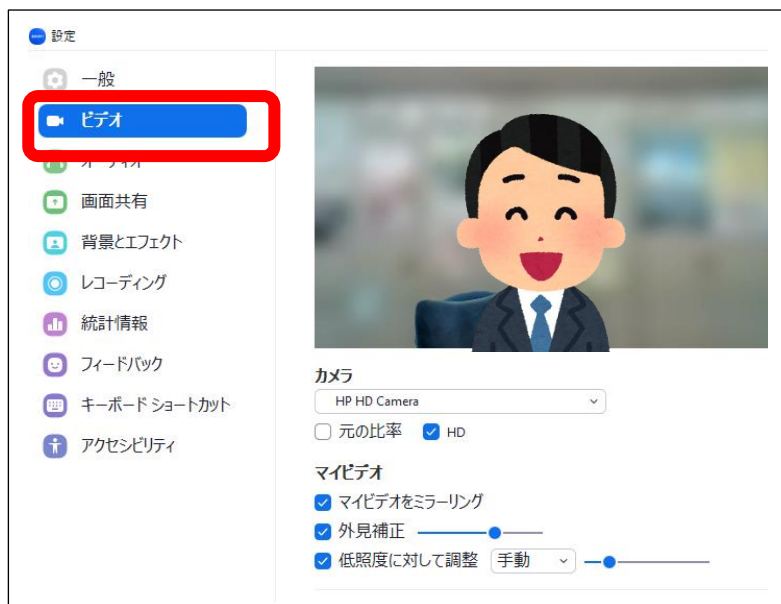 設定
一般
ビデオ
オーディオ
画面共有
背景とエフェクト
レコーディング
統計情報
フィードバック
キーボード ショートカット
アクセシビリティ
カメラ
HP HD Camera
元の比率 HD
マイビデオ
マイビデオをミラーリング
外見補正
低照度に対して調整 手動